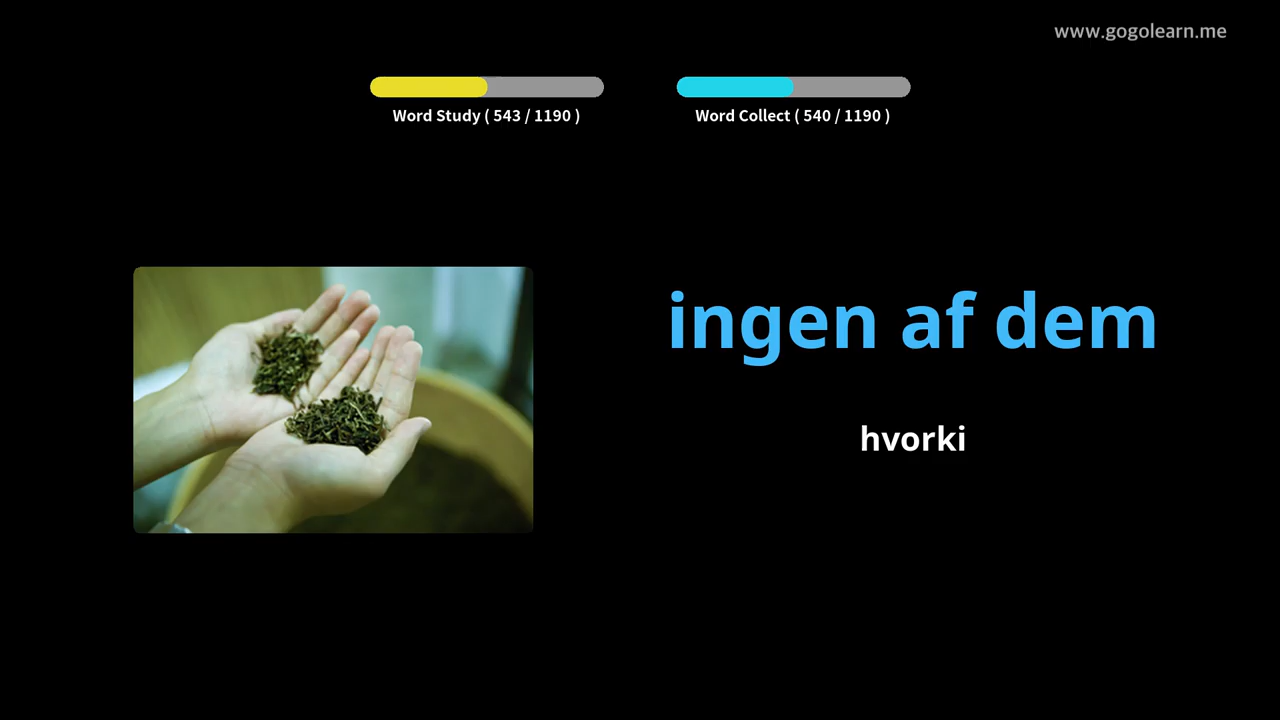 www.gogolearn.me
Word Study ( 543 / 1190 )
Word Collect ( 540 / 1190 )
ingen af dem
hvorki